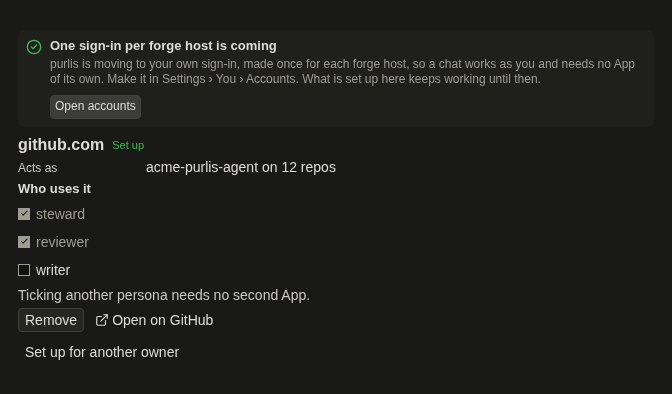 One sign-in per forge host is coming
purlis is moving to your own sign-in, made once for each forge host, so a chat works as you and needs no App
of its own. Make it in Settings › You › Accounts. What is set up here keeps working until then.
Open accounts
github.com Set up
Acts as acme-purlis-agent on 12 repos
Who uses it
steward
reviewer
writer
Ticking another persona needs no second App.
Remove Open on GitHub
Set up for another owner